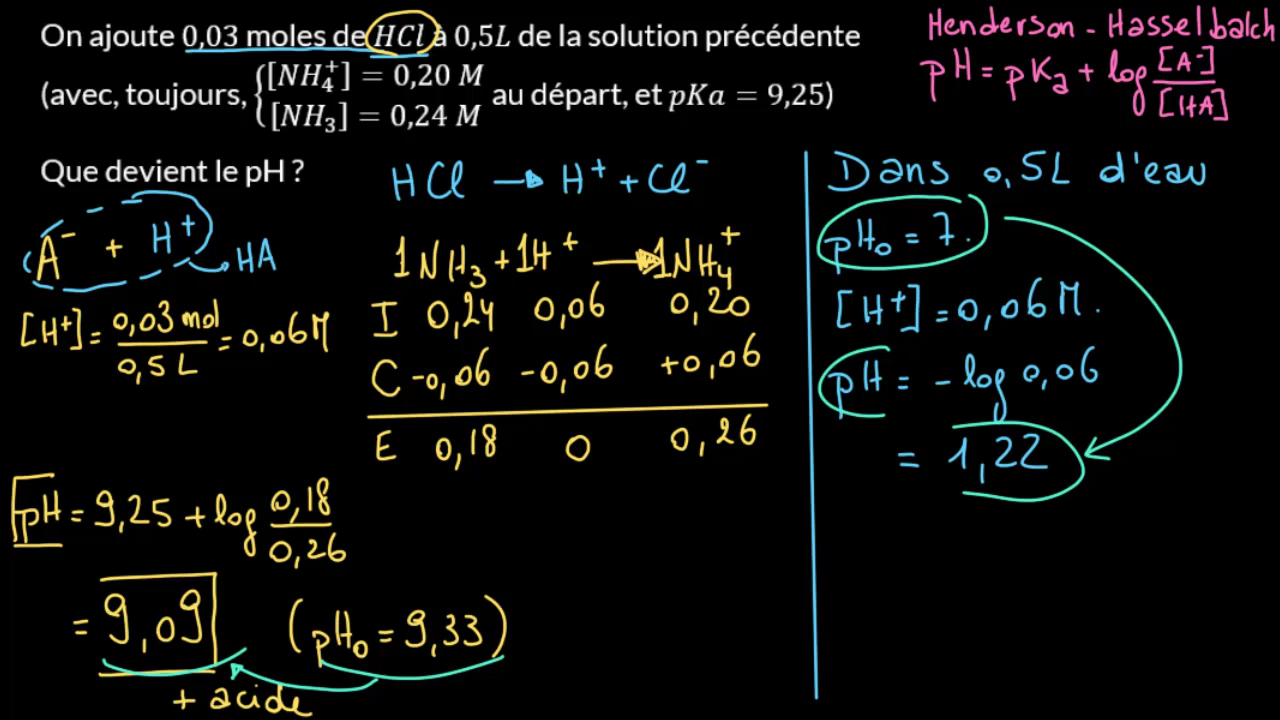 On ajoute 0,03 moles de HCl à 0,5L de la solution précédente
(avec, toujours, {[NH₄⁺] = 0,20 M
[NH₃] = 0,24 M au départ, et pKa = 9,25)
Que devient le pH ?
Henderson - Hasselbalch
pH = pKa + log [A⁻]/[HA]
HCl → H⁺ + Cl⁻
A⁻ + H⁺ → HA
[H⁺] = 0,03 mol / 0,5 L = 0,06 M
1NH₃ + 1H⁺ → 1NH₄⁺
I 0,24 0,06 0,20
C -0,06 -0,06 +0,06
E 0,18 0 0,26
pH = 9,25 + log 0,18/0,26
= 9,09 (pH₀ = 9,33)
+ acide
Dans 0,5L d'eau
pH₀ = 7.
[H⁺] = 0,06 M.
pH = - log 0,06
= 1,22